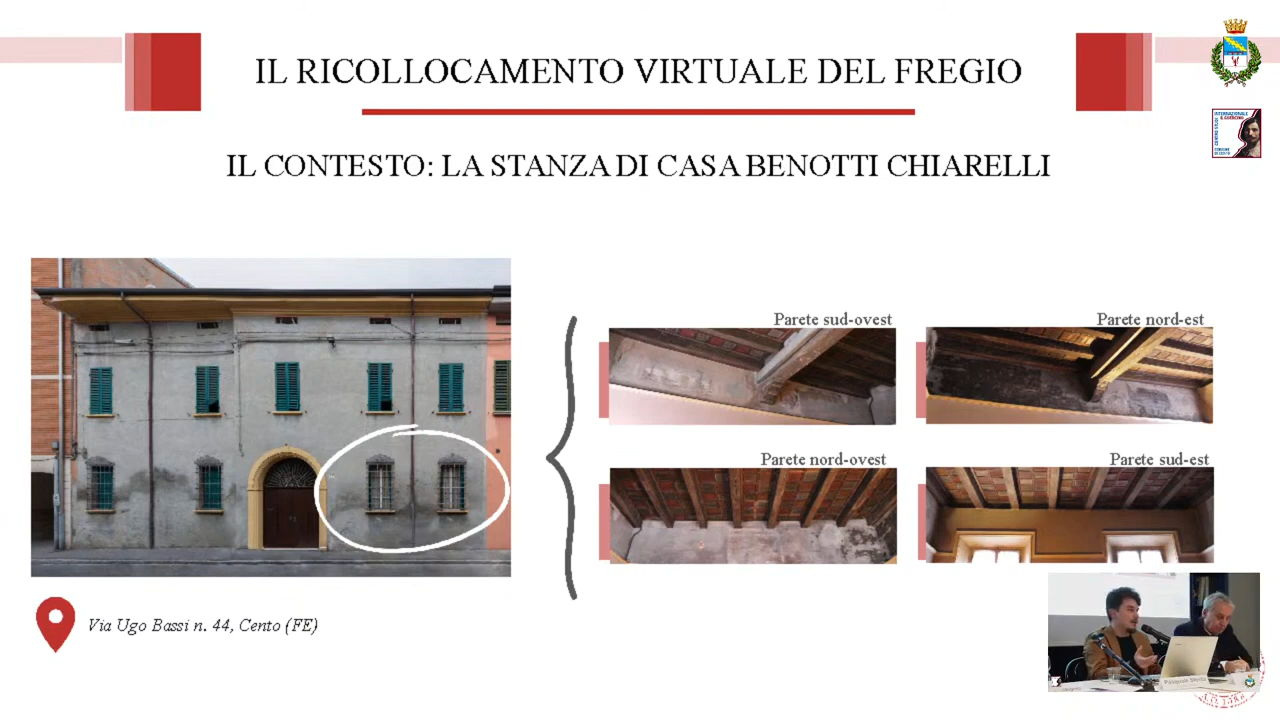 IL RICOLLOCAMENTO VIRTUALE DEL FREGIO
IL CONTESTO: LA STANZA DI CASA BENOTTI CHIARELLI
Parete sud-ovest
Parete nord-est
Parete nord-ovest
Parete sud-est
Via Ugo Bassi n. 44, Cento (FE)